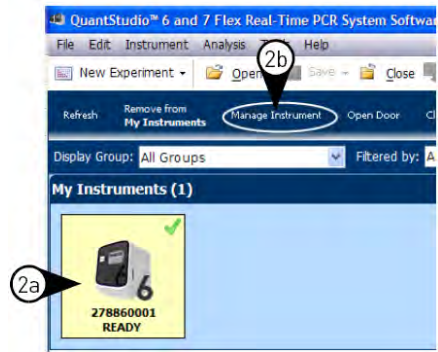 QuantStudio™ 6 and 7 Flex Real-Time PCR System Softwa
File Edit Instrument Analysis Help
2b
New Experiment Open Save Close
Refresh Remove from My Instruments Manage Instrument Open Door
Display Group: All Groups Filtered by: A
My Instruments (1)
2a
6
278860001
READY